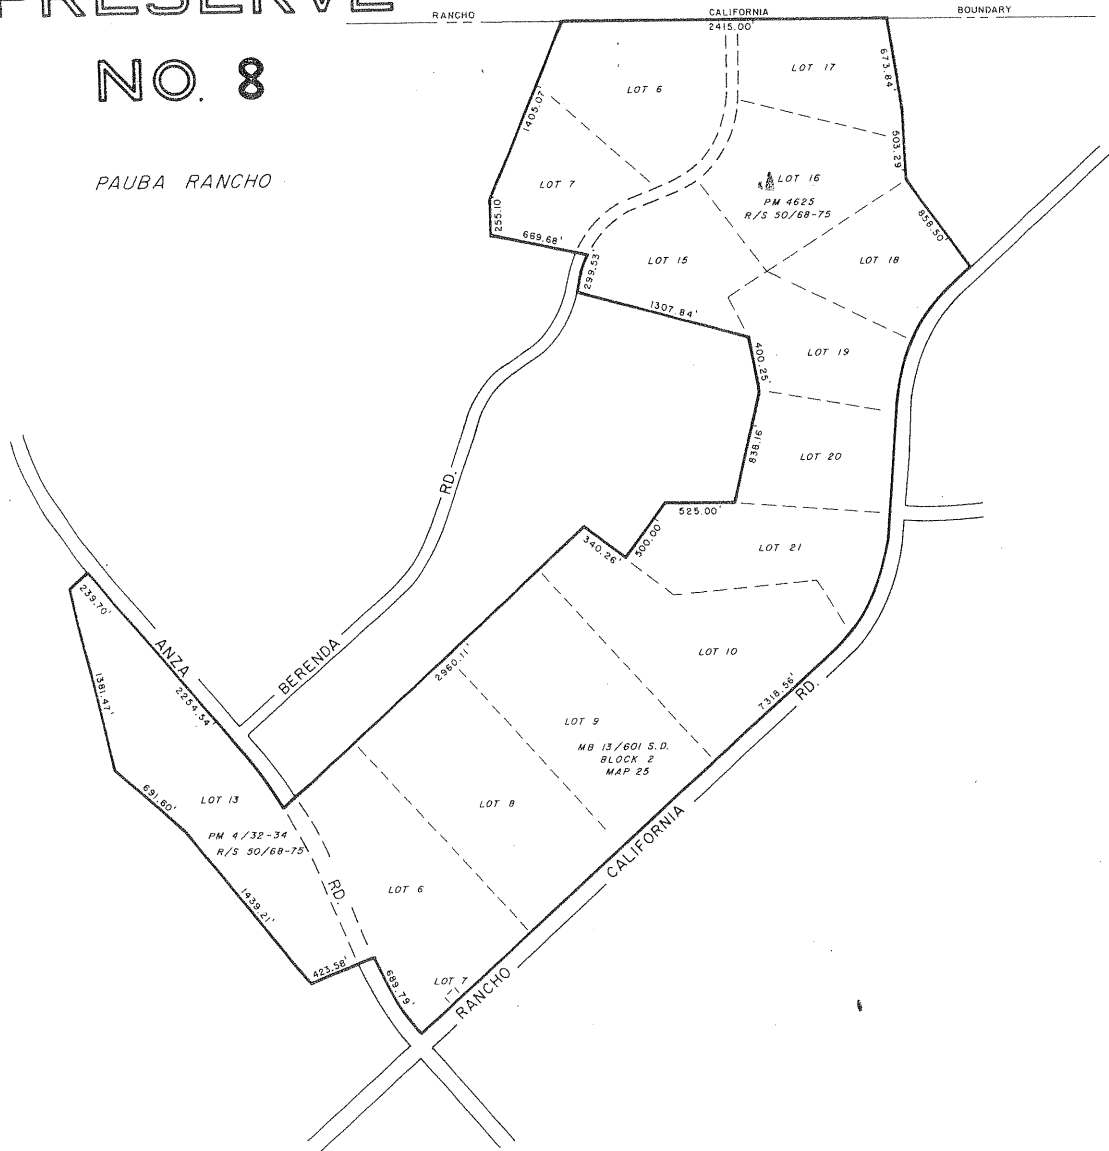 PRESERVE
NO. 8
PAUBA RANCHO
RANCHO CALIFORNIA BOUNDARY
2415.00'
LOT 6
LOT 17
673.84'
1405.07'
503.29'
LOT 7
LOT 16
PM 4625
R/S 50/68-75
255.10'
669.68'
858.50'
299.53'
LOT 15
LOT 18
1307.84'
LOT 19
400.25'
838.16'
LOT 20
RD.
525.00'
500.00'
340.26'
LOT 21
239.70'
ANZA
BERENDA
2960.11'
LOT 10
1381.47'
2254.54'
7318.56'
RD.
LOT 9
MB 13/601 S.D.
BLOCK 2
MAP 25
691.60'
LOT 13
PM 4/32-34
R/S 50/68-75
LOT 8
CALIFORNIA
LOT 6
RD.
1439.21'
423.58'
689.79'
LOT 7
RANCHO